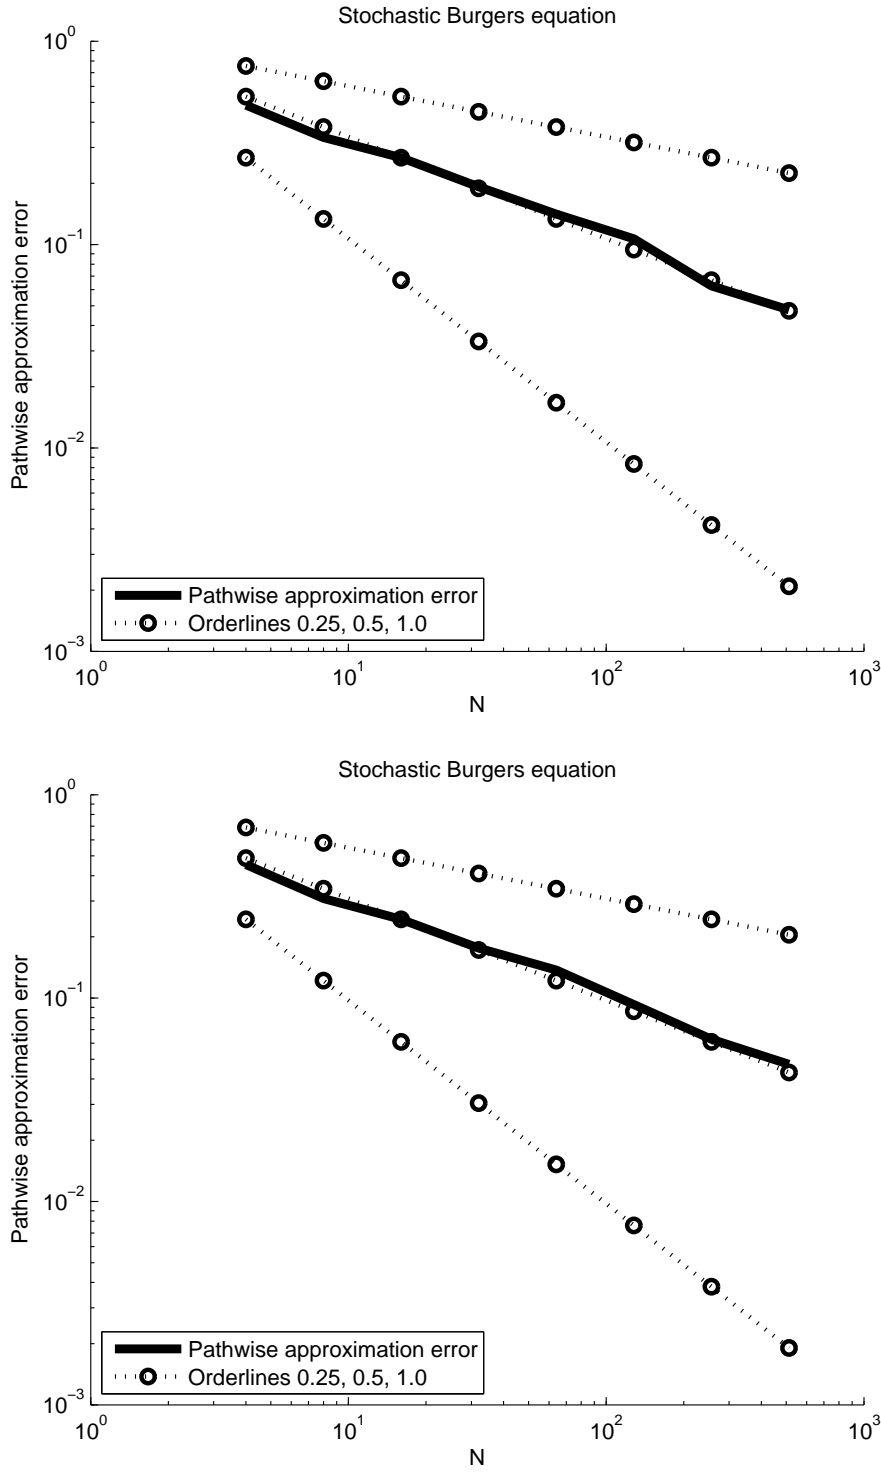 Stochastic Burgers equation
10^0
10^−1
10^−2
10^−3
Pathwise approximation error
Pathwise approximation error
Orderlines 0.25, 0.5, 1.0
10^0 10^1 10^2 10^3
N
Stochastic Burgers equation
10^0
10^−1
10^−2
10^−3
Pathwise approximation error
Pathwise approximation error
Orderlines 0.25, 0.5, 1.0
10^0 10^1 10^2 10^3
N